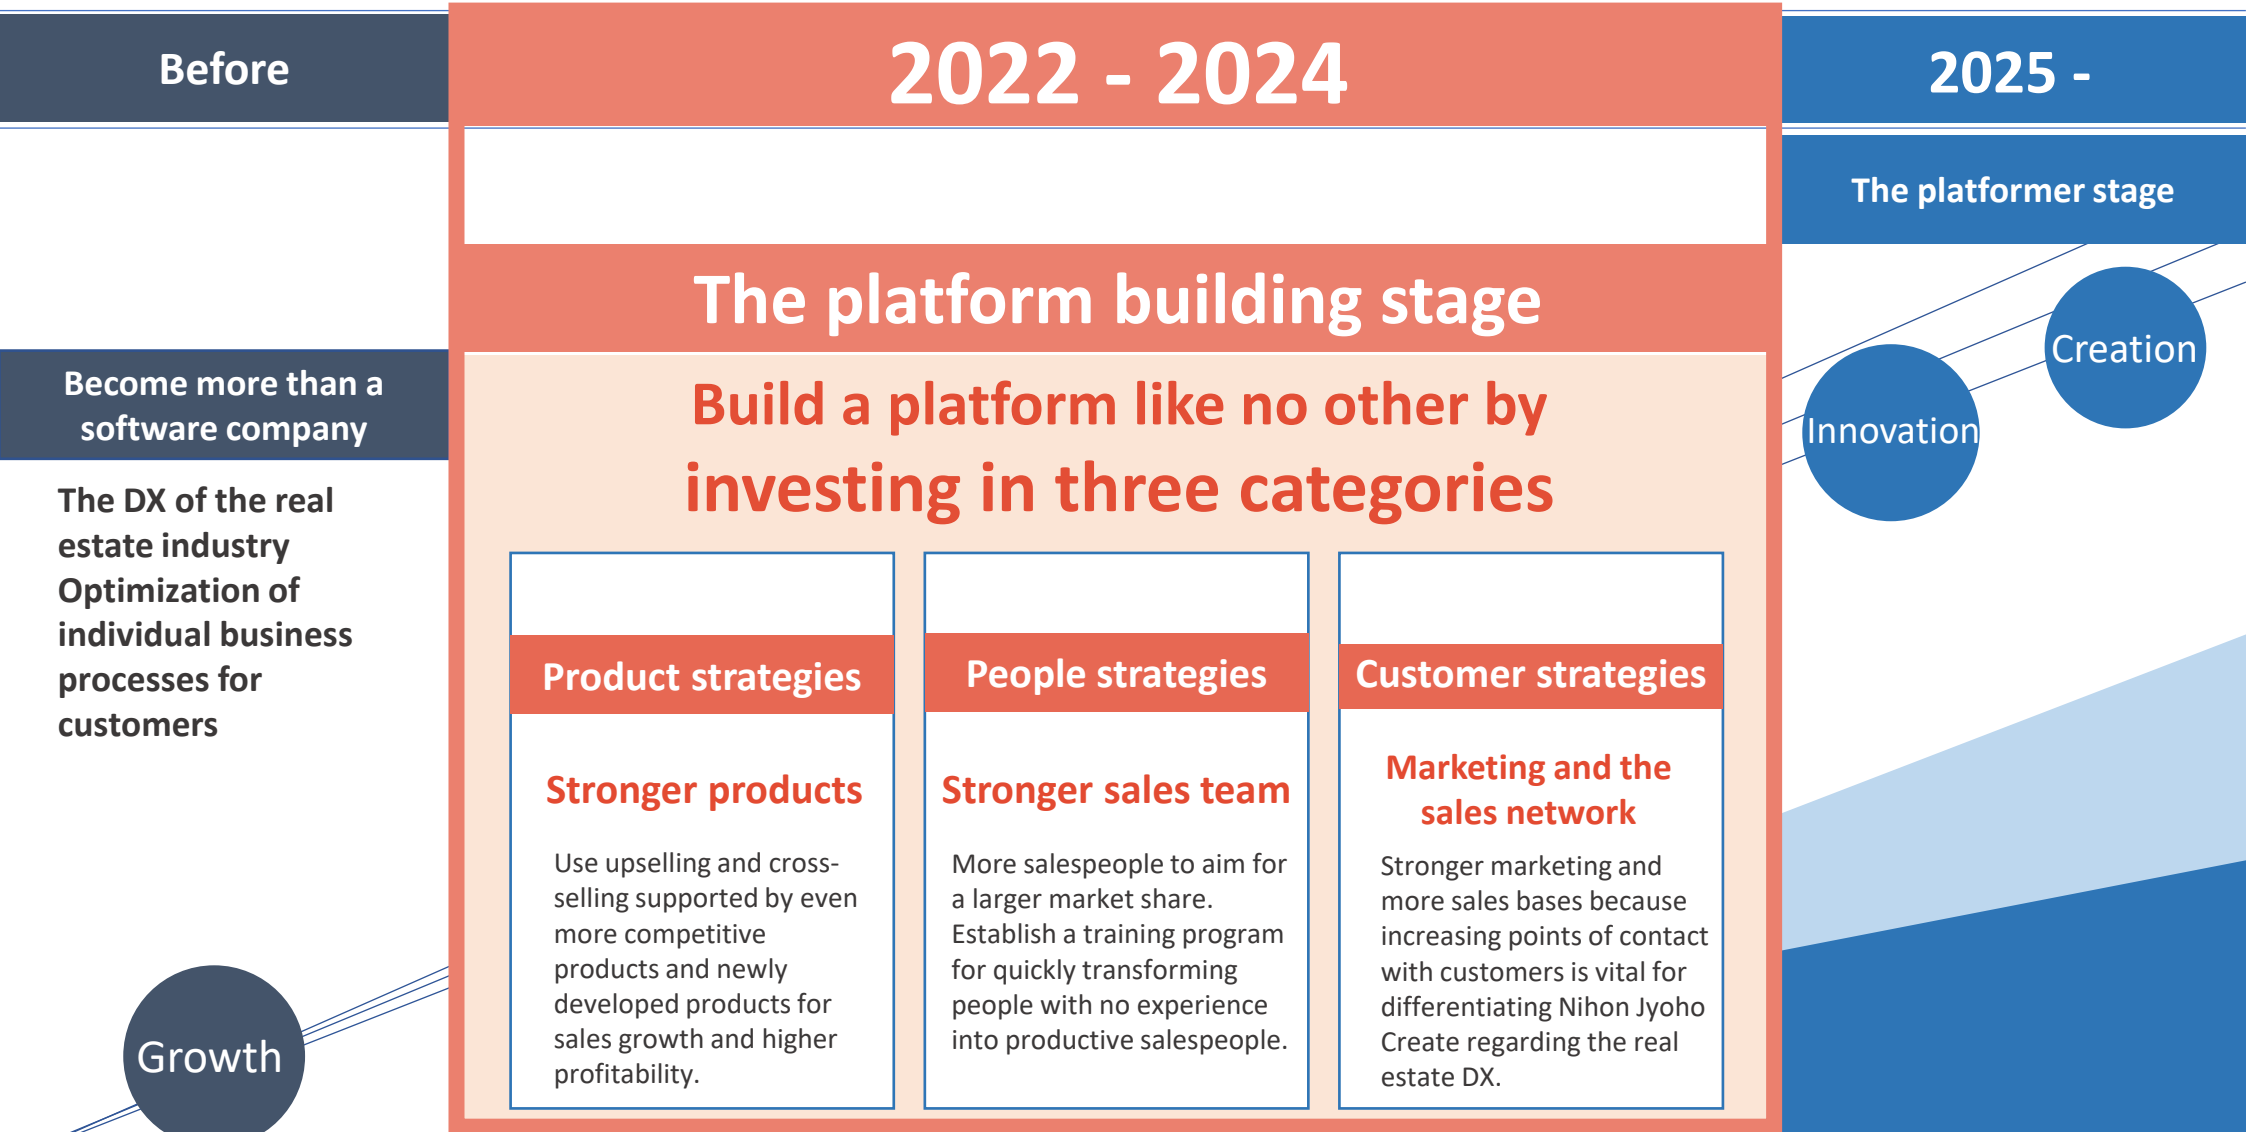 Before
2022 - 2024
2025 -
The platformer stage
The platform building stage
Become more than a
software company
The DX of the real
estate industry
Optimization of
individual business
processes for
customers
Growth
Build a platform like no other by
investing in three categories
Product strategies
Stronger products
Use upselling and cross-
selling supported by even
more competitive
products and newly
developed products for
sales growth and higher
profitability.
People strategies
Stronger sales team
More salespeople to aim for
a larger market share.
Establish a training program
for quickly transforming
people with no experience
into productive salespeople.
Customer strategies
Marketing and the
sales network
Stronger marketing and
more sales bases because
increasing points of contact
with customers is vital for
differentiating Nihon Jyoho
Create regarding the real
estate DX.
Innovation
Creation